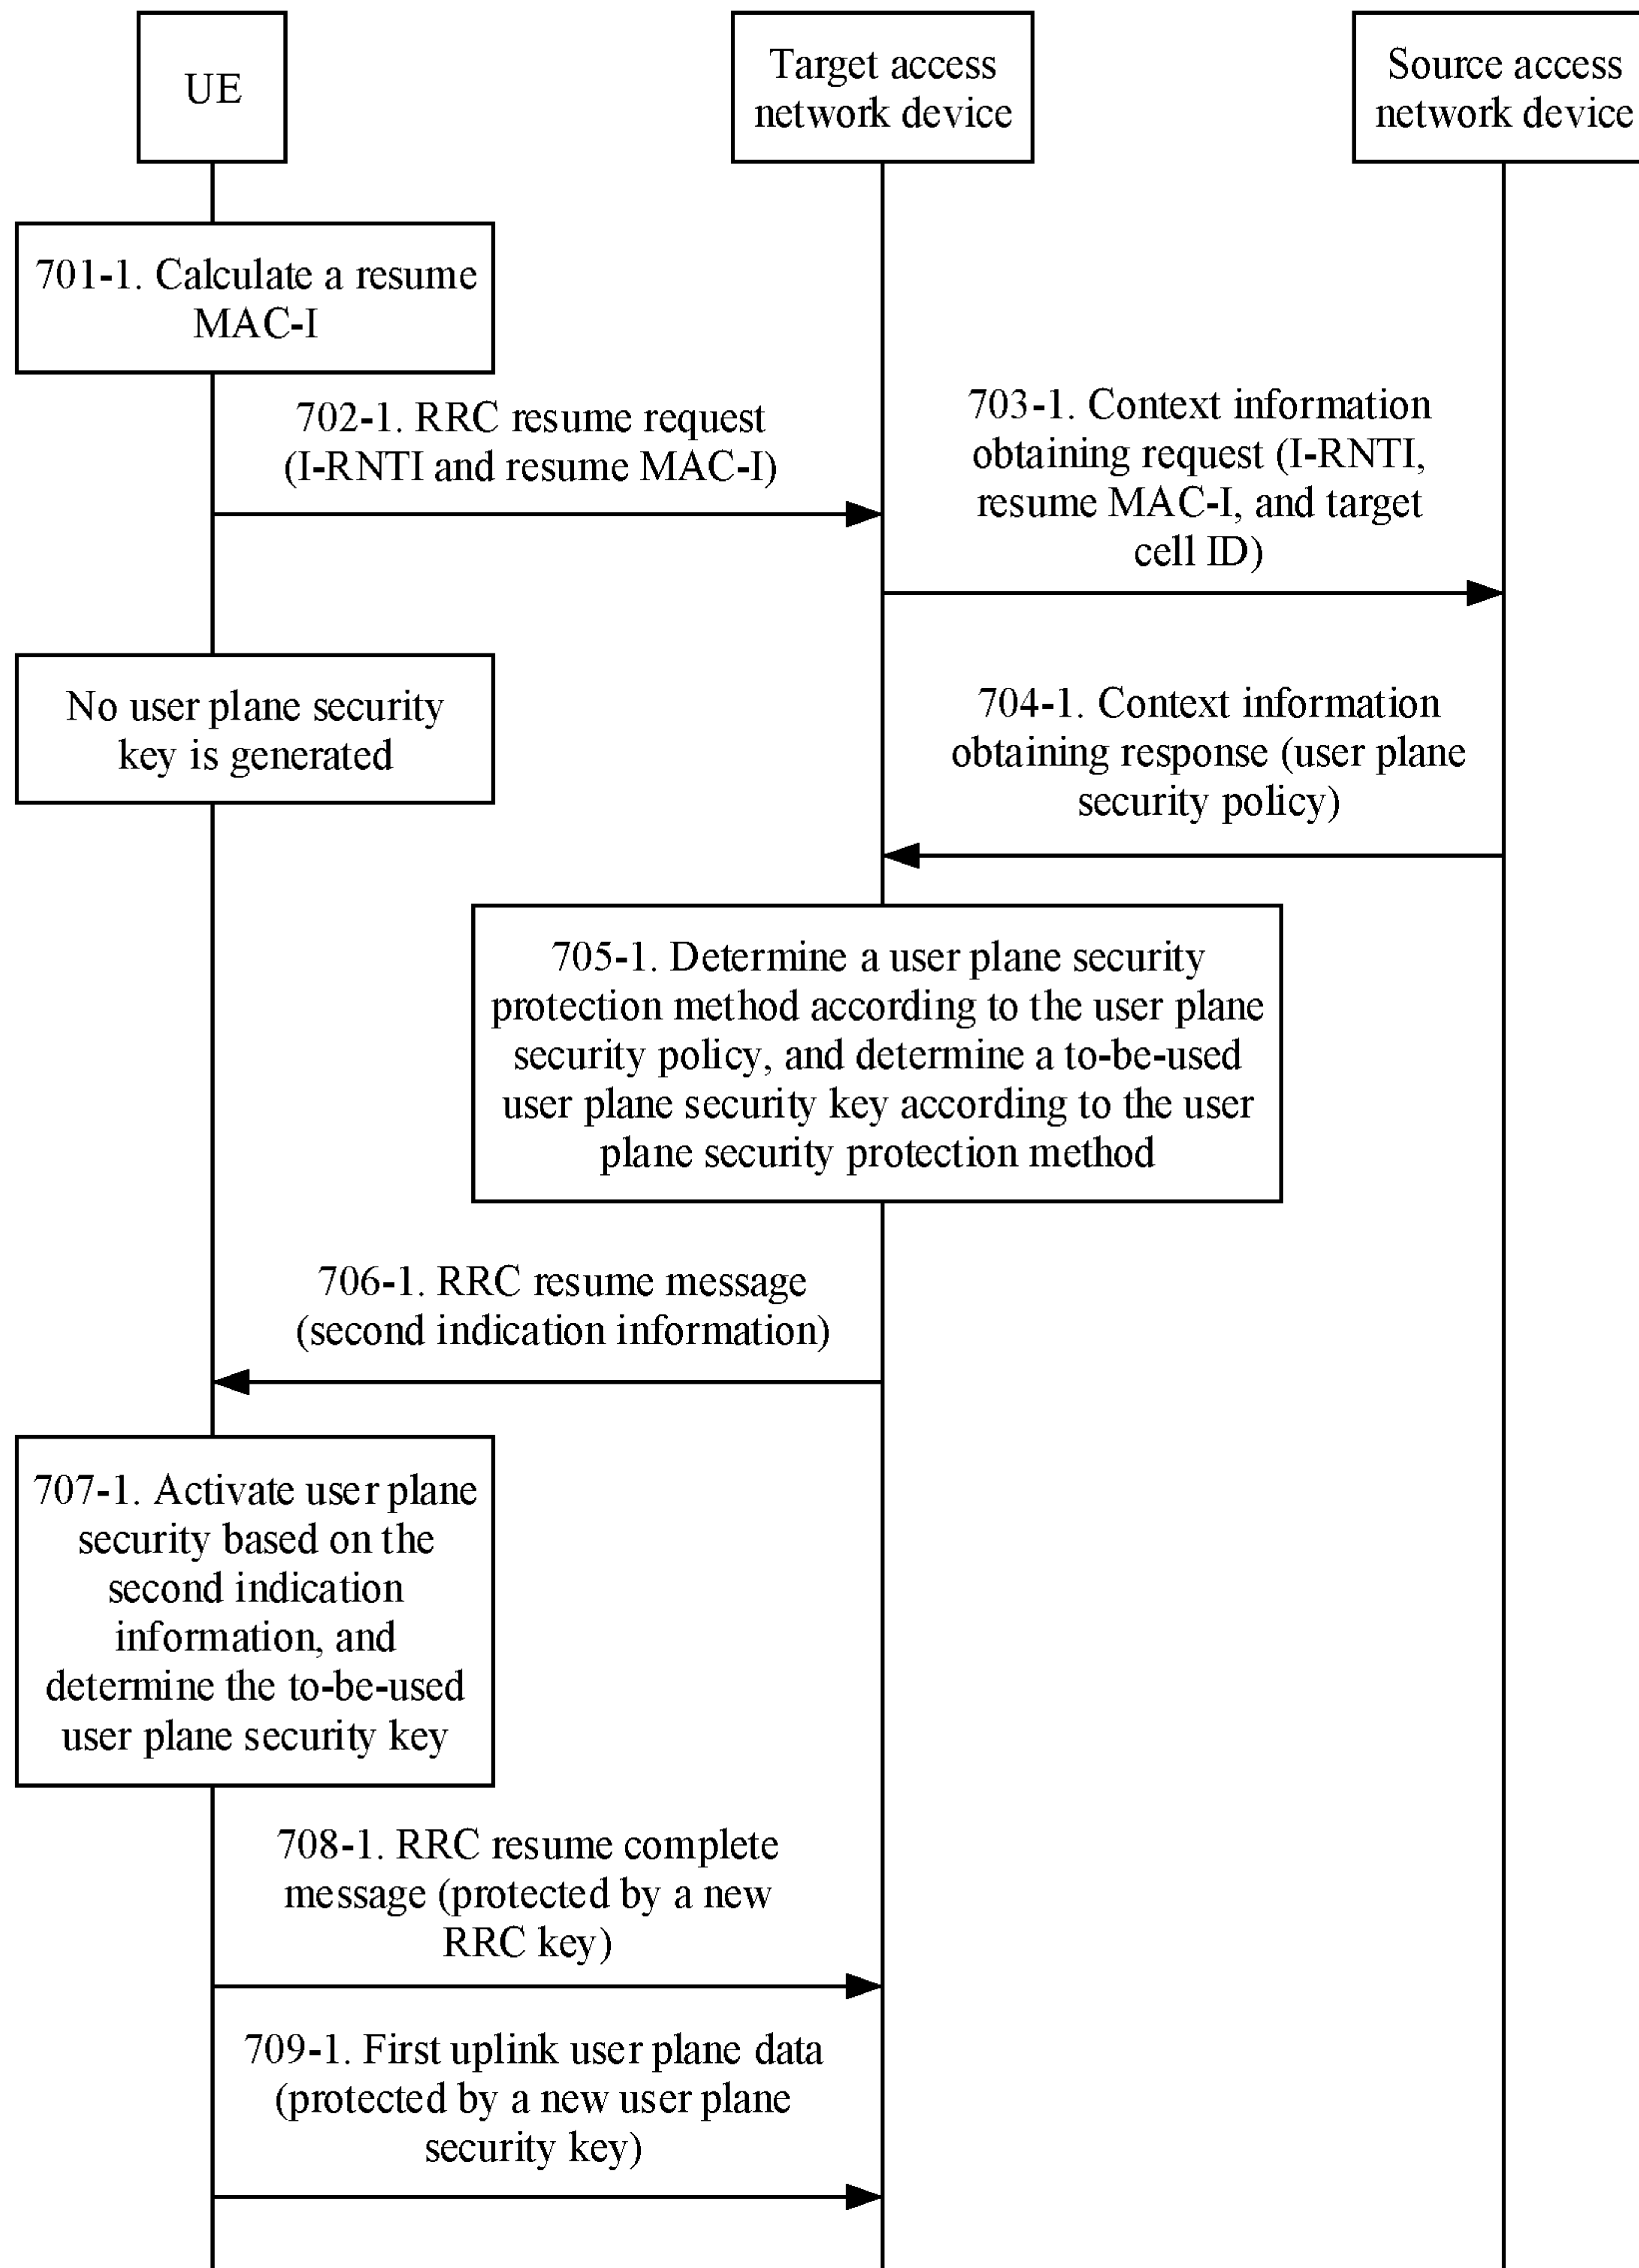 UE
Target access
network device
Source access
network device
701-1. Calculate a resume
MAC-I
702-1. RRC resume request
(I-RNTI and resume MAC-I)
703-1. Context information
obtaining request (I-RNTI,
resume MAC-I, and target
cell ID)
No user plane security
key is generated
704-1. Context information
obtaining response (user plane
security policy)
705-1. Determine a user plane security
protection method according to the user plane
security policy, and determine a to-be-used
user plane security key according to the user
plane security protection method
706-1. RRC resume message
(second indication information)
707-1. Activate user plane
security based on the
second indication
information, and
determine the to-be-used
user plane security key
708-1. RRC resume complete
message (protected by a new
RRC key)
709-1. First uplink user plane data
(protected by a new user plane
security key)